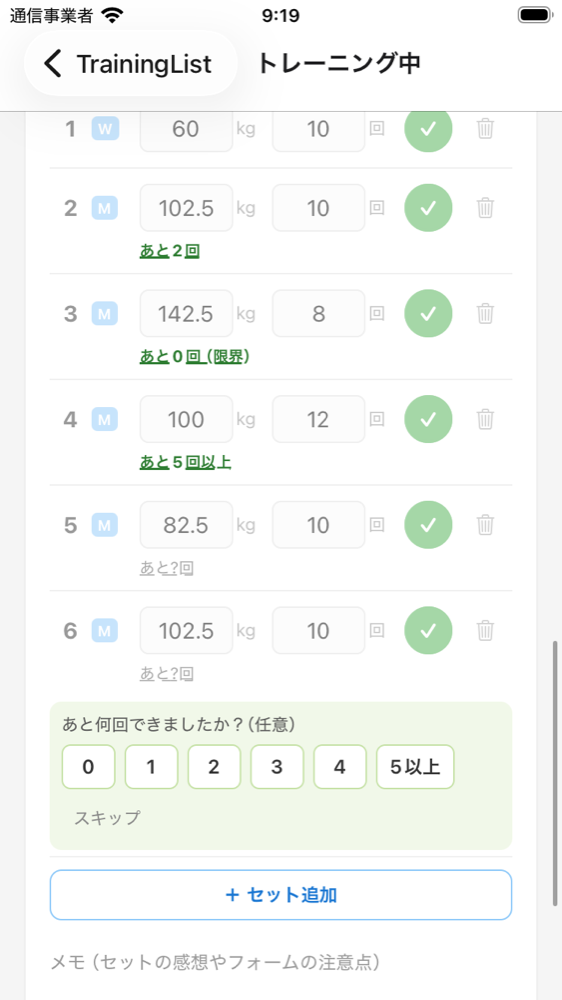 通信事業者 9:19
TrainingList トレーニング中
1 W 60 kg 10 回
2 M 102.5 kg 10 回
あと2回
3 M 142.5 kg 8 回
あと0回（限界）
4 M 100 kg 12 回
あと5回以上
5 M 82.5 kg 10 回
あと?回
6 M 102.5 kg 10 回
あと?回
あと何回できましたか？（任意）
0 1 2 3 4 5以上
スキップ
+ セット追加
メモ（セットの感想やフォームの注意点）